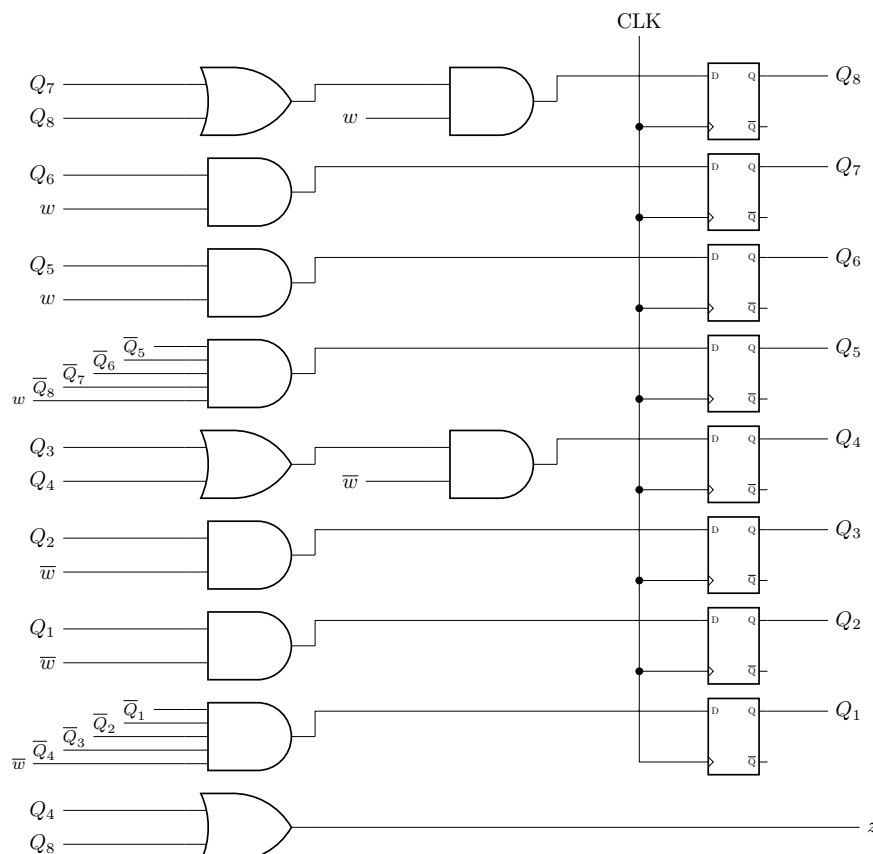 CLK
Q₇ D Q Q₈
Q₈ w Q̅
Q₆ D Q Q₇
w Q̅
Q₅ D Q Q₆
w Q̅
Q̅₅ D Q Q₅
Q̅₆
Q̅₇
Q̅₈
w Q̅
Q₃ D Q Q₄
Q₄ w̅ Q̅
Q₂ D Q Q₃
w̅ Q̅
Q₁ D Q Q₂
w̅ Q̅
Q̅₁ D Q Q₁
Q̅₂
Q̅₃
Q̅₄
w̅ Q̅
Q₄
z
Q₈